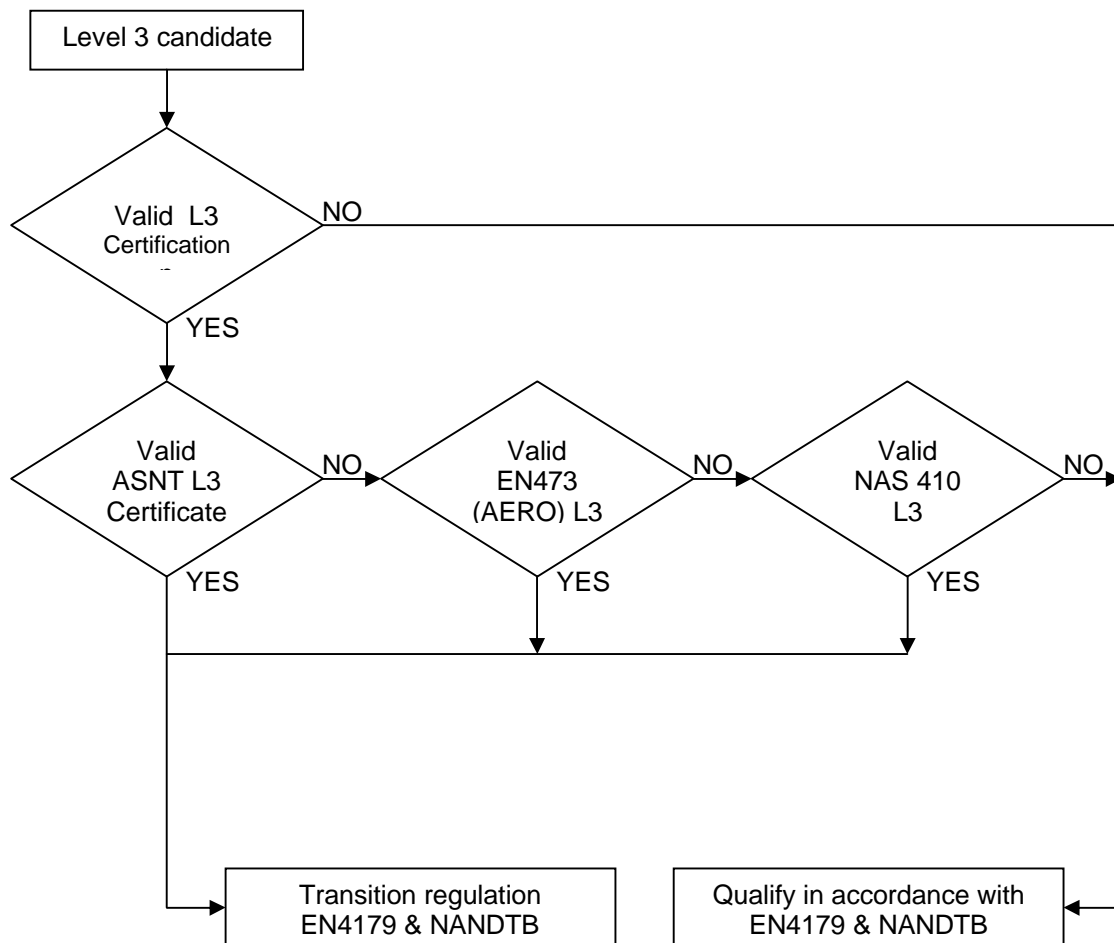 Level 3 candidate
Valid L3
Certification
NO
YES
Valid
ASNT L3
Certificate
NO
Valid
EN473
(AERO) L3
NO
Valid
NAS 410
L3
NO
YES
YES
YES
Transition regulation
EN4179 & NANDTB
Qualify in accordance with
EN4179 & NANDTB